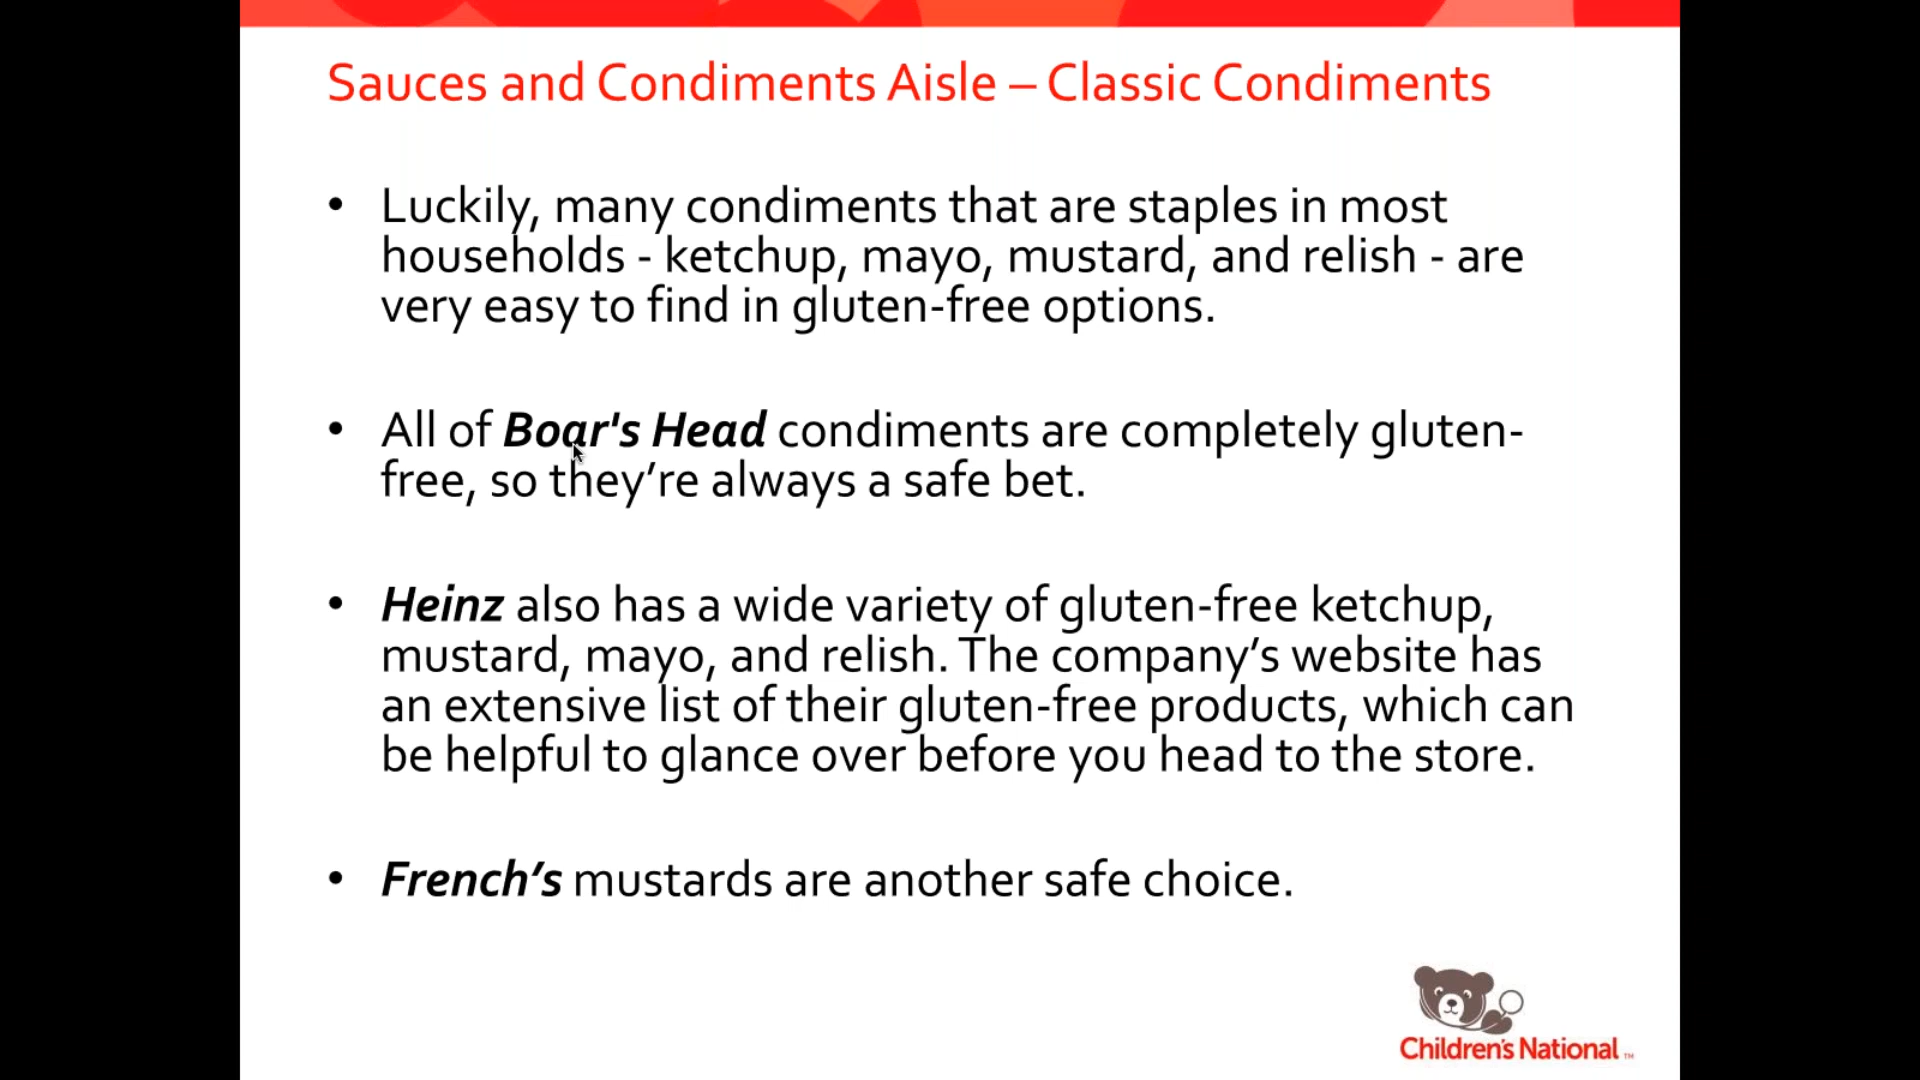 Sauces and Condiments Aisle – Classic Condiments
• Luckily, many condiments that are staples in most
households - ketchup, mayo, mustard, and relish - are
very easy to find in gluten-free options.
• All of Boar's Head condiments are completely gluten-
free, so they’re always a safe bet.
• Heinz also has a wide variety of gluten-free ketchup,
mustard, mayo, and relish. The company’s website has
an extensive list of their gluten-free products, which can
be helpful to glance over before you head to the store.
• French’s mustards are another safe choice.
Children's National ™